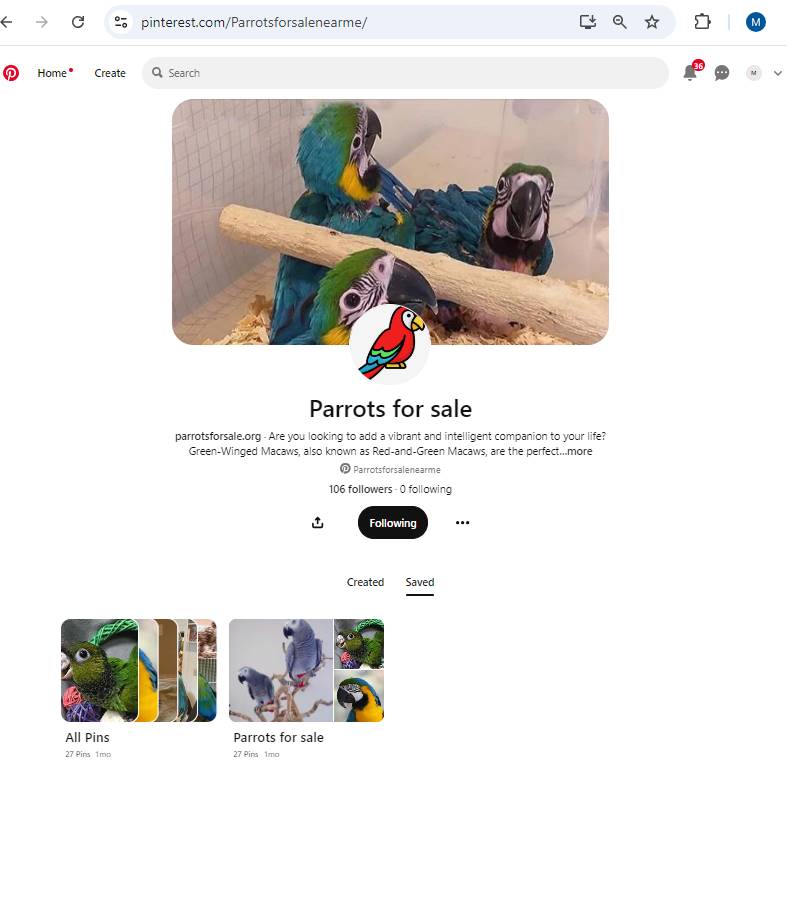 pinterest.com/Parrotsforsalenearme/
M
Home
Create
Search
36
M
Parrots for sale
parrotsforsale.org · Are you looking to add a vibrant and intelligent companion to your life?
Green-Winged Macaws, also known as Red-and-Green Macaws, are the perfect...more
Parrotsforsalenearme
106 followers · 0 following
Following
Created
Saved
All Pins
27 Pins 1mo
Parrots for sale
27 Pins 1mo